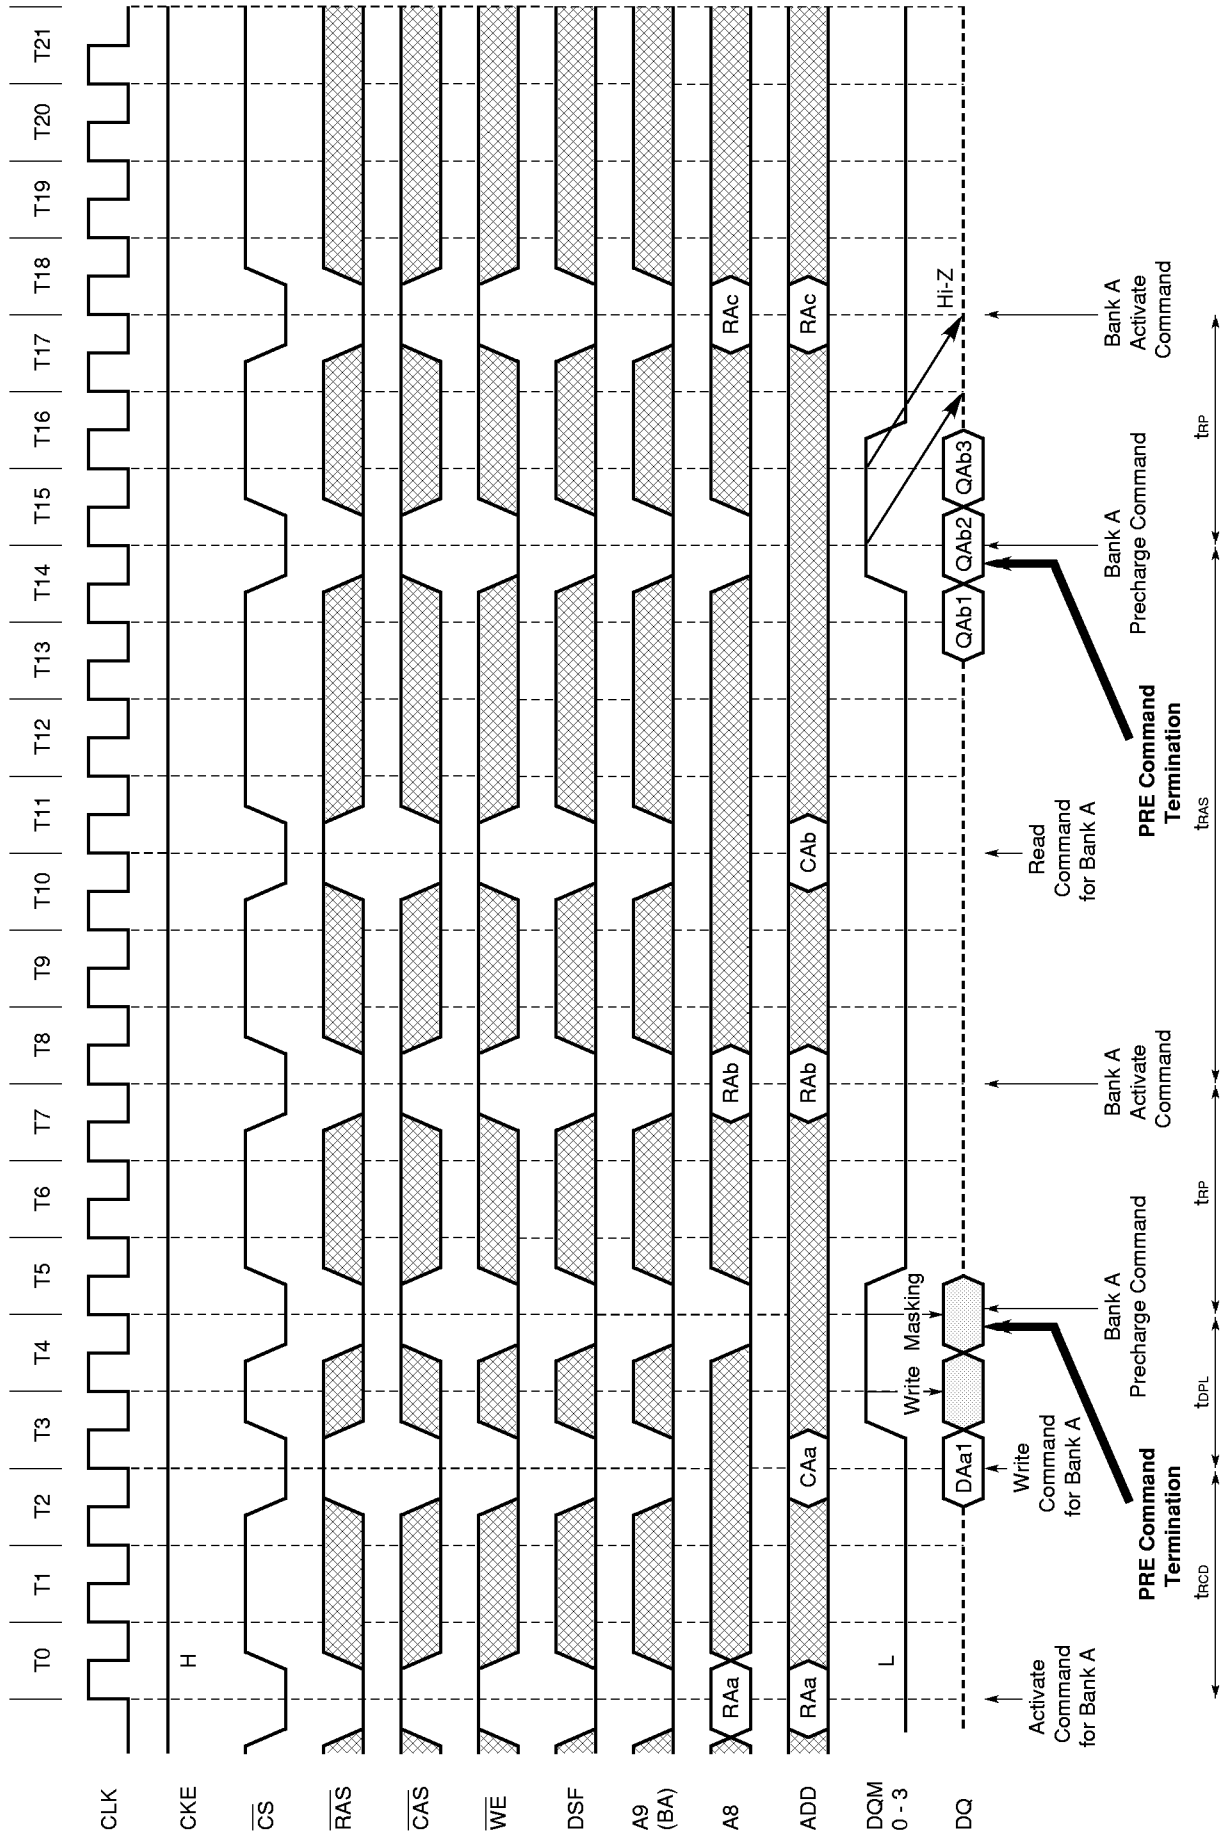 T0 T1 T2 T3 T4 T5 T6 T7 T8 T9 T10 T11 T12 T13 T14 T15 T16 T17 T18 T19 T20 T21
CLK
CKE
H
CS
RAS
CAS
WE
DSF
A9
(BA)
A8
RAa RAb RAc
ADD
RAa CAa RAb CAb RAc
DQM
0 - 3
L
Write Masking
Hi-Z
DQ
DAa1 QAb1 QAb2 QAb3
Activate
Command
for Bank A
Write
Command
for Bank A
Bank A
Precharge Command
Bank A
Activate
Command
Read
Command
for Bank A
Bank A
Precharge Command
Bank A
Activate
Command
PRE Command
Termination
PRE Command
Termination
tRCD tDPL tRP tRAS tRP